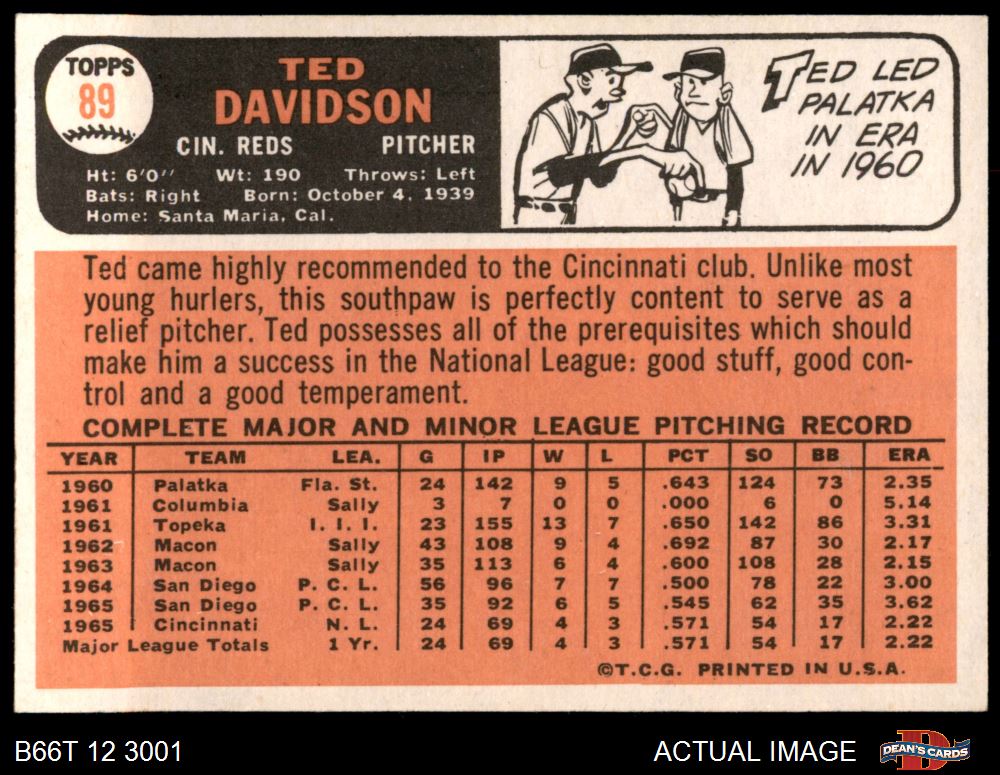 TOPPS
89
TED
DAVIDSON
CIN. REDS PITCHER
Ht: 6'0" Wt: 190 Throws: Left
Bats: Right Born: October 4, 1939
Home: Santa Maria, Cal.
TED LED
PALATKA
IN ERA
IN 1960
Ted came highly recommended to the Cincinnati club. Unlike most
young hurlers, this southpaw is perfectly content to serve as a
relief pitcher. Ted possesses all of the prerequisites which should
make him a success in the National League: good stuff, good con-
trol and a good temperament.
COMPLETE MAJOR AND MINOR LEAGUE PITCHING RECORD
YEAR TEAM LEA. G IP W L PCT SO BB ERA
1960 Palatka Fla. St. 24 142 9 5 .643 124 73 2.35
1961 Columbia Sally 3 7 0 0 .000 6 0 5.14
1961 Topeka I. I. I. 23 155 13 7 .650 142 86 3.31
1962 Macon Sally 43 108 9 4 .692 87 30 2.17
1963 Macon Sally 35 113 6 4 .600 108 28 2.15
1964 San Diego P. C. L. 56 96 7 7 .500 78 22 3.00
1965 San Diego P. C. L. 35 92 6 5 .545 62 35 3.62
1965 Cincinnati N. L. 24 69 4 3 .571 54 17 2.22
Major League Totals 1 Yr. 24 69 4 3 .571 54 17 2.22
©T.C.G. PRINTED IN U.S.A.
B66T 12 3001 ACTUAL IMAGE DEAN'S CARDS